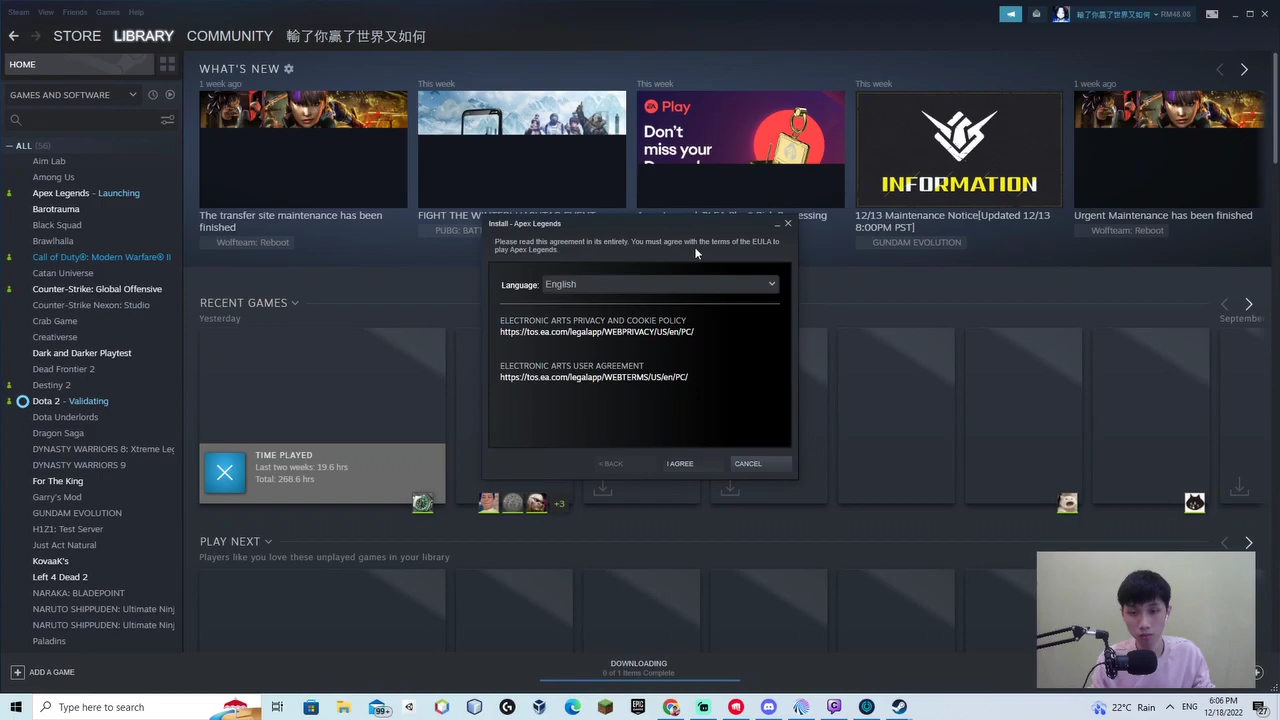 Steam View Friends Games Help
輸了你贏了世界又如何 RM48.08
STORE LIBRARY COMMUNITY 輸了你贏了世界又如何
HOME
GAMES AND SOFTWARE
ALL (56)
Aim Lab
Among Us
Apex Legends - Launching
Barotrauma
Black Squad
Brawlhalla
Call of Duty®: Modern Warfare® II
Catan Universe
Counter-Strike: Global Offensive
Counter-Strike Nexon: Studio
Crab Game
Creativerse
Dark and Darker Playtest
Dead Frontier 2
Destiny 2
Dota 2 - Validating
Dota Underlords
Dragon Saga
DYNASTY WARRIORS 8: Xtreme Leg
DYNASTY WARRIORS 9
For The King
Garry's Mod
GUNDAM EVOLUTION
H1Z1: Test Server
Just Act Natural
KovaaK's
Left 4 Dead 2
NARAKA: BLADEPOINT
NARUTO SHIPPUDEN: Ultimate Ninj
NARUTO SHIPPUDEN: Ultimate Ninj
Paladins
ADD A GAME
WHAT'S NEW
1 week ago
The transfer site maintenance has been
finished
Wolfteam: Reboot
This week
FIGHT THE WINTER
PUBG: BATT
This week
EA Play
Don't
miss your
This week
INFORMATION
12/13 Maintenance Notice[Updated 12/13
8:00PM PST]
GUNDAM EVOLUTION
This week
Urgent Maintenance has been finished
Wolfteam: Reboot
Install - Apex Legends
Please read this agreement in its entirety. You must agree with the terms of the EULA to
play Apex Legends
Language: English
ELECTRONIC ARTS PRIVACY AND COOKIE POLICY
https://tos.ea.com/legalapp/WEBPRIVACY/US/en/PC/
ELECTRONIC ARTS USER AGREEMENT
https://tos.ea.com/legalapp/WEBTERMS/US/en/PC/
< BACK I AGREE CANCEL
RECENT GAMES
Yesterday
September
TIME PLAYED
Last two weeks: 19.6 hrs
Total: 268.6 hrs
+3
PLAY NEXT
Players like you love these unplayed games in your library
DOWNLOADING
0 of 1 Items Complete
Type here to search
99+
22°C Rain
ENG
6:06 PM
12/18/2022
27